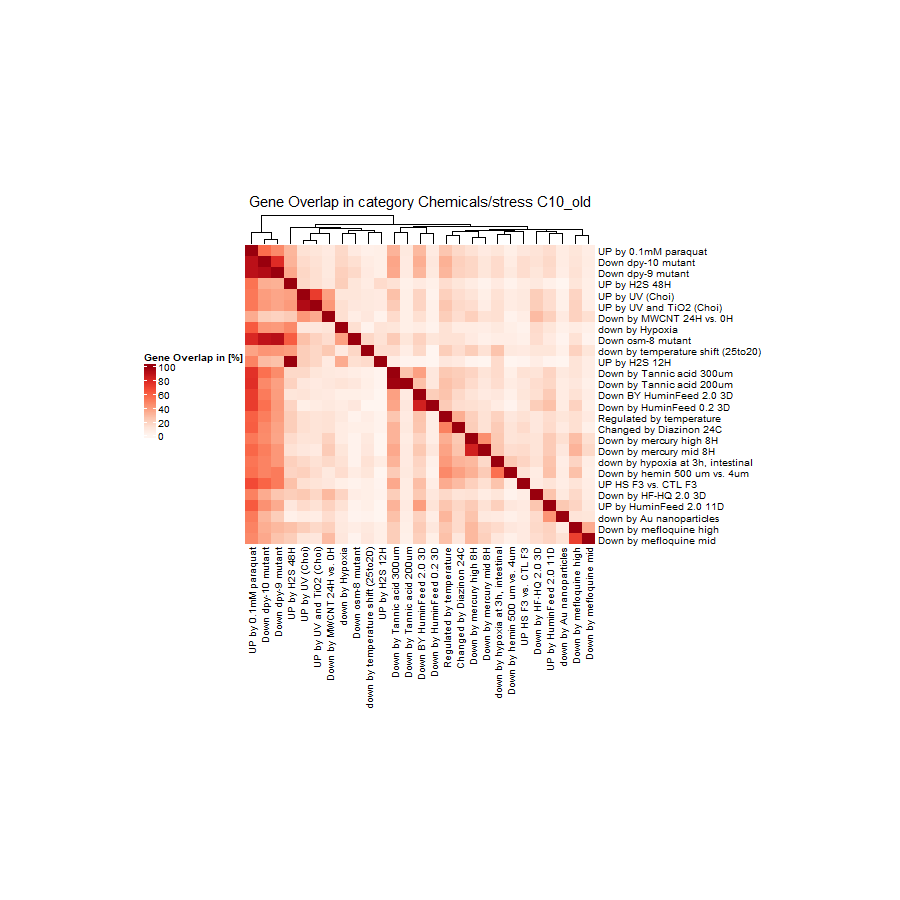 Gene Overlap in category Chemicals/stress C10_old
UP by 0.1mM paraquat
Down dpy-10 mutant
Down dpy-9 mutant
UP by H2S 48H
UP by UV (Choi)
UP by UV and TiO2 (Choi)
Down by MWCNT 24H vs. 0H
down by Hypoxia
Down osm-8 mutant
down by temperature shift (25to20)
UP by H2S 12H
Down by Tannic acid 300um
Down by Tannic acid 200um
Down BY HuminFeed 2.0 3D
Down by HuminFeed 0.2 3D
Regulated by temperature
Changed by Diazinon 24C
Down by mercury high 8H
Down by mercury mid 8H
down by hypoxia at 3h, intestinal
Down by hemin 500 um vs. 4um
UP HS F3 vs. CTL F3
Down by HF-HQ 2.0 3D
UP by HuminFeed 2.0 11D
down by Au nanoparticles
Down by mefloquine high
Down by mefloquine mid
Gene Overlap in [%]
100
80
60
40
20
0
UP by 0.1mM paraquat
Down dpy-10 mutant
Down dpy-9 mutant
UP by H2S 48H
UP by UV (Choi)
UP by UV and TiO2 (Choi)
Down by MWCNT 24H vs. 0H
down by Hypoxia
Down osm-8 mutant
down by temperature shift (25to20)
UP by H2S 12H
Down by Tannic acid 300um
Down by Tannic acid 200um
Down BY HuminFeed 2.0 3D
Down by HuminFeed 0.2 3D
Regulated by temperature
Changed by Diazinon 24C
Down by mercury high 8H
Down by mercury mid 8H
down by hypoxia at 3h, intestinal
Down by hemin 500 um vs. 4um
UP HS F3 vs. CTL F3
Down by HF-HQ 2.0 3D
UP by HuminFeed 2.0 11D
down by Au nanoparticles
Down by mefloquine high
Down by mefloquine mid